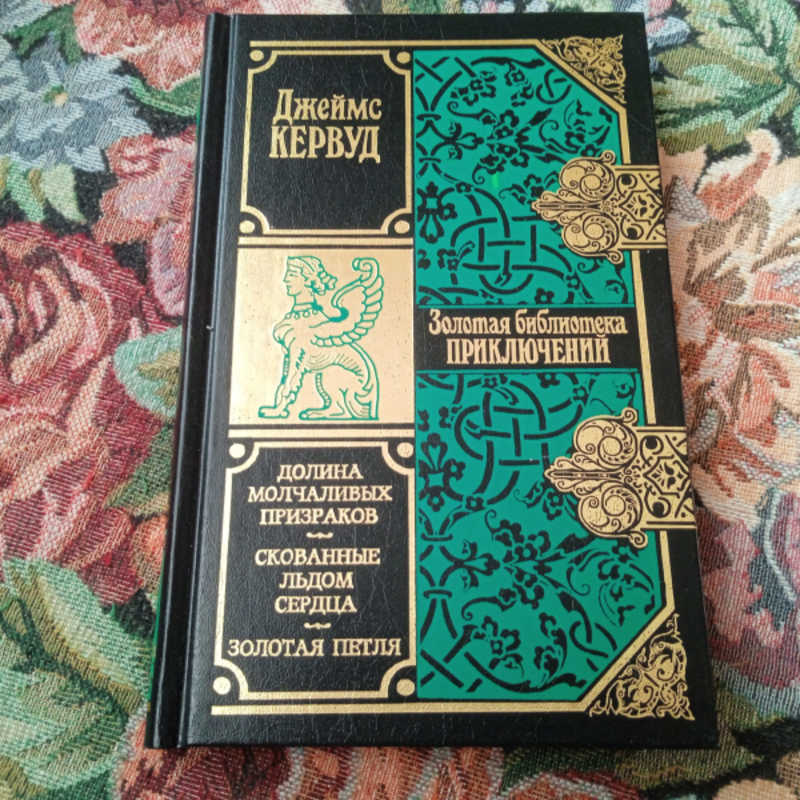 Джеймс
КЕРВУД
Золотая библиотека
ПРИКЛЮЧЕНИЙ
ДОЛИНА
МОЛЧАЛИВЫХ
ПРИЗРАКОВ
СКОВАННЫЕ
ЛЬДОМ
СЕРДЦА
ЗОЛОТАЯ ПЕТЛЯ